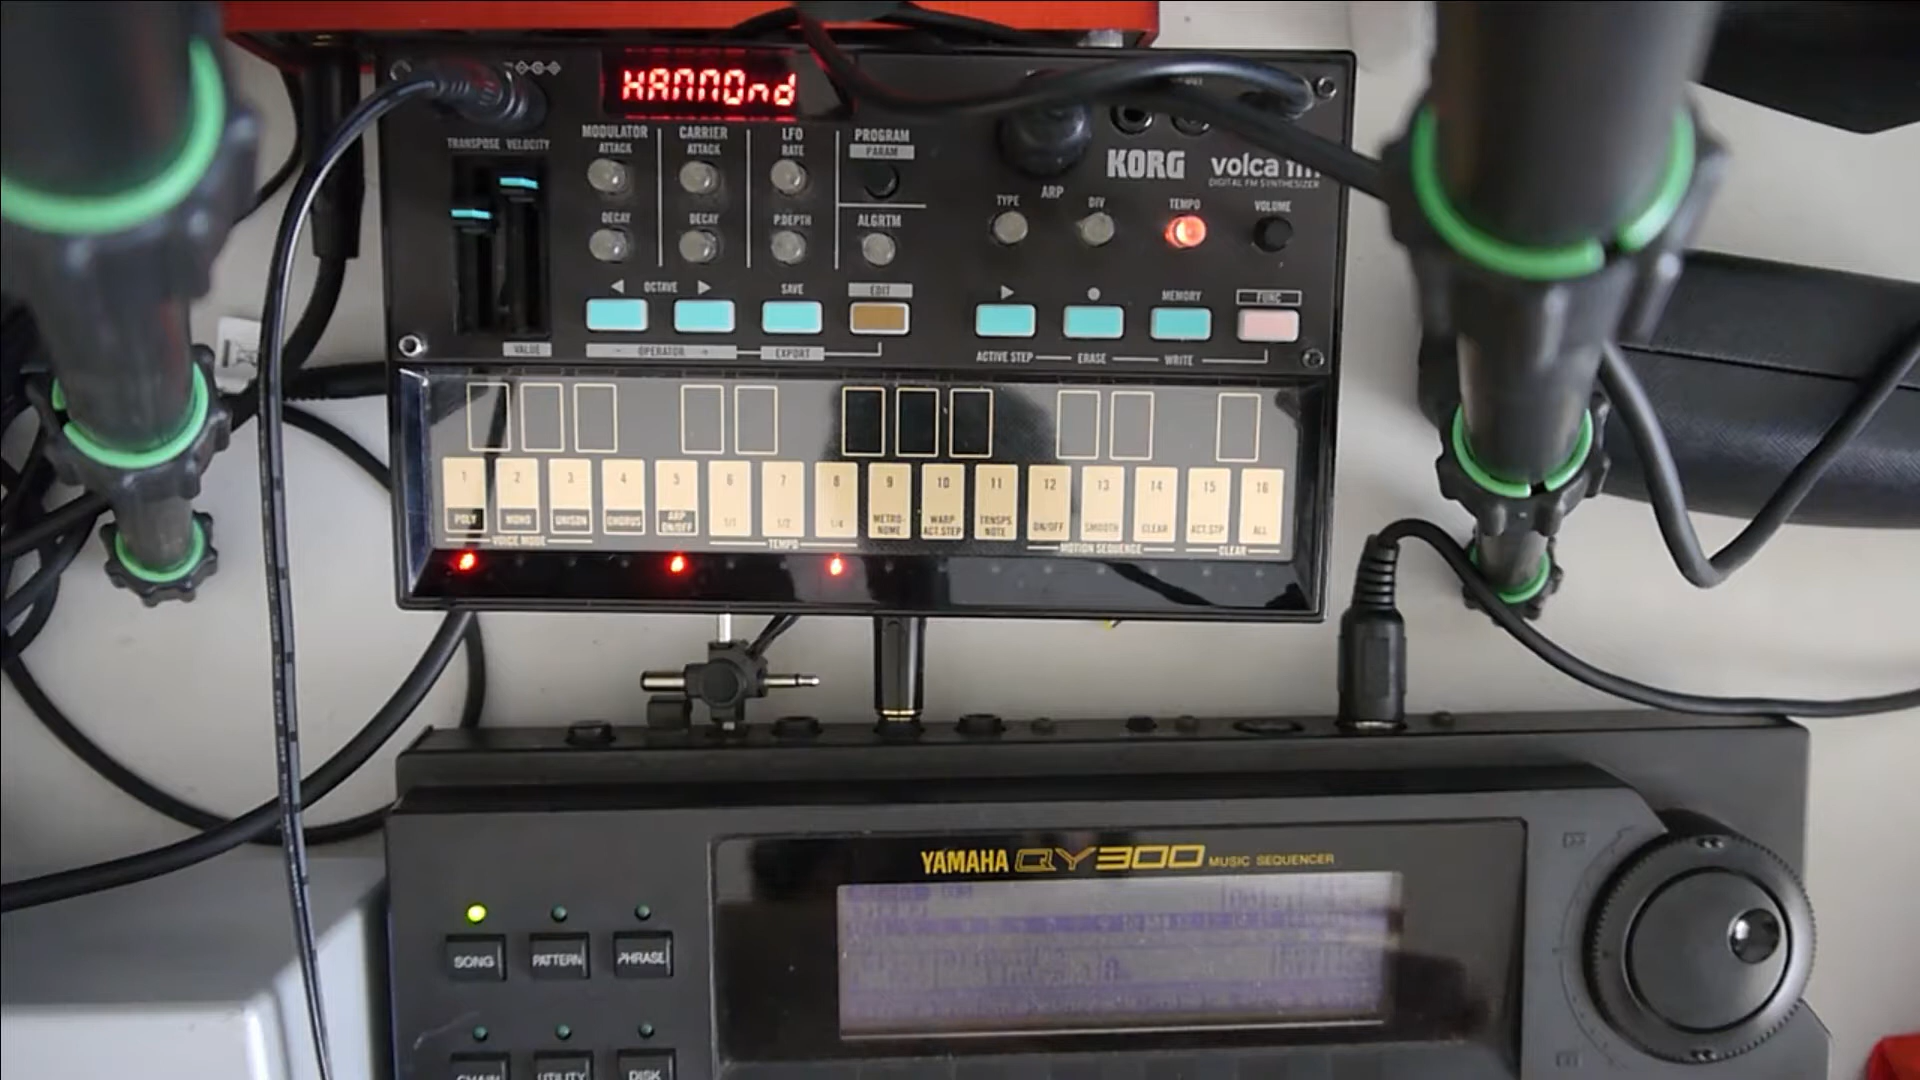 HAMMOnd
TRANSPOSE VELOCITY
MODULATOR CARRIER LFO PROGRAM
ATTACK ATTACK RATE PARAM
KORG volca fm
DIGITAL FM SYNTHESIZER
ARP
TYPE DIV TEMPO VOLUME
DECAY DECAY P.DEPTH ALGRTM
◀ OCTAVE ▶ SAVE EDIT
▶ ● MEMORY FUNC
VALUE - OPERATOR + EXPORT
ACTIVE STEP ERASE WRITE
1 2 3 4 5 6 7 8 9 10 11 12 13 14 15 16
POLY MONO UNISON CHORUS ARP ON/OFF 1/1 1/2 1/4 METRO-NOME WARP ACT.STEP TRNSPS NOTE ON/OFF SMOOTH CLEAR ACT.STP ALL
VOICE MODE TEMPO MOTION SEQUENCE CLEAR
YAMAHA QY300 MUSIC SEQUENCER
SONG PATTERN PHRASE
CHAIN UTILITY DISK